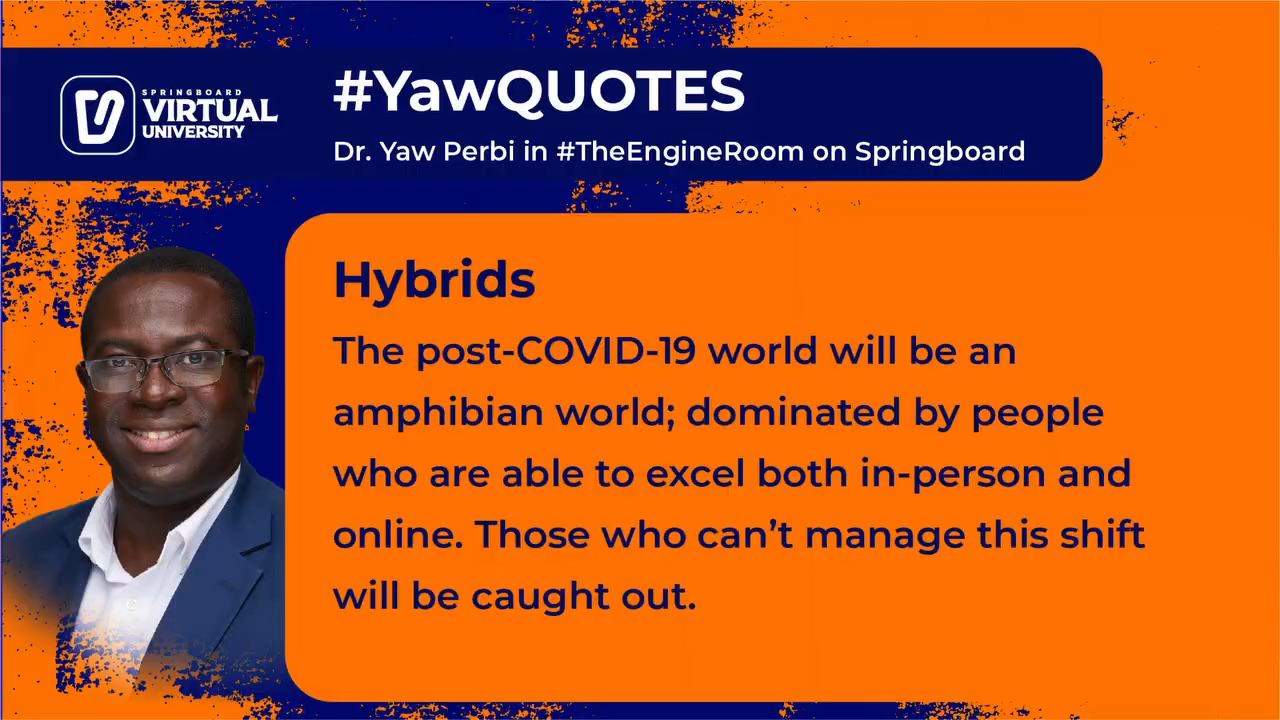 SPRINGBOARD
VIRTUAL
UNIVERSITY
#YawQUOTES
Dr. Yaw Perbi in #TheEngineRoom on Springboard
Hybrids
The post-COVID-19 world will be an
amphibian world; dominated by people
who are able to excel both in-person and
online. Those who can’t manage this shift
will be caught out.